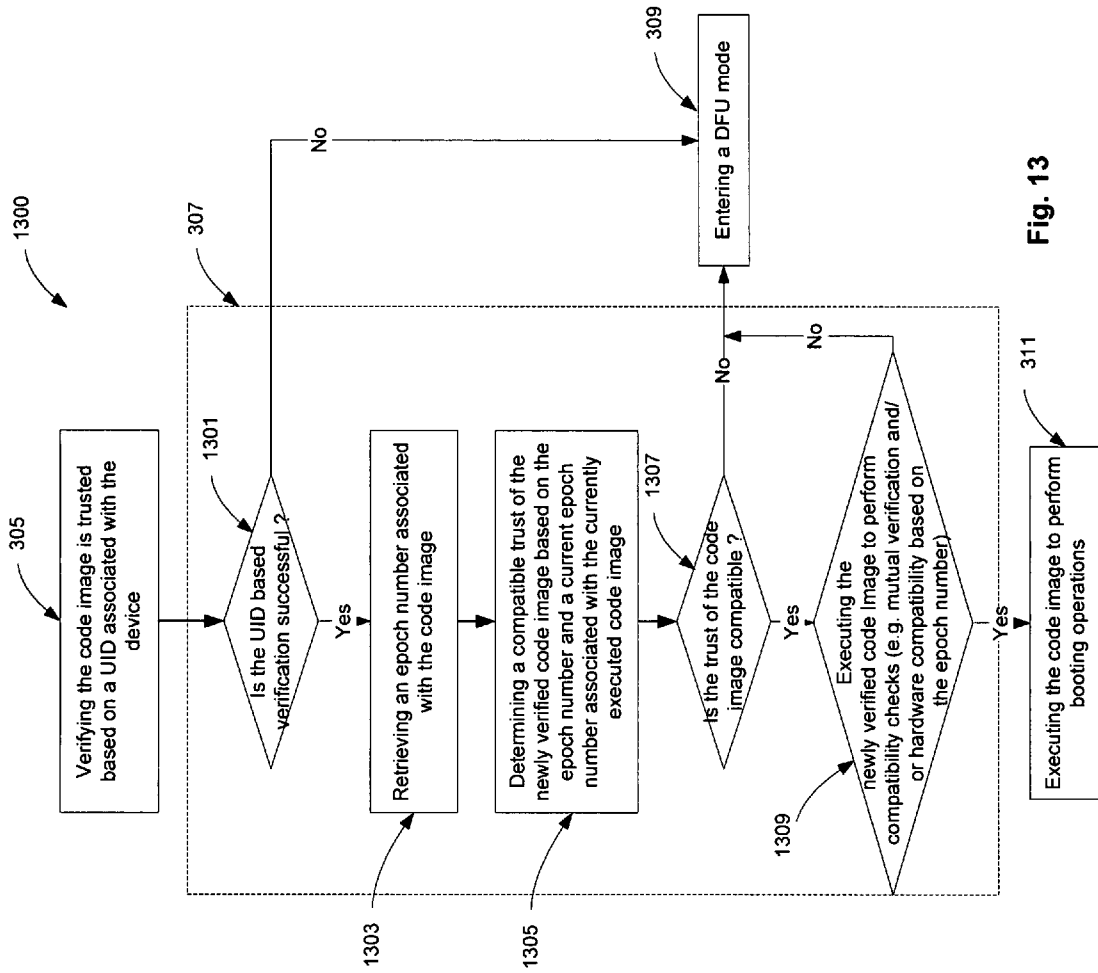 1300
305
Verifying the code image is trusted
based on a UID associated with the
device
307
1301
Is the UID based
verification successful ?
No
Yes
309
Entering a DFU mode
Retrieving an epoch number associated
with the code image
1303
Determining a compatible trust of the
newly verified code image based on the
epoch number and a current epoch
number associated with the currently
executed code image
1305
1307
Is the trust of the code
image compatible ?
No
Yes
Executing the
newly verified code Image to perform
compatibility checks (e.g. mutual verification and/
or hardware compatibility based on
the epoch number)
1309
No
Yes
311
Executing the code image to perform
booting operations
Fig. 13